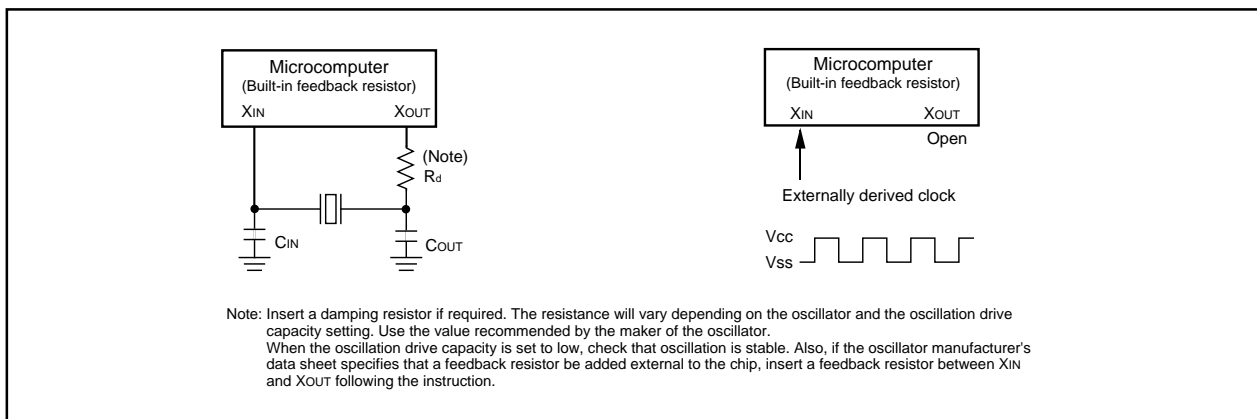 Microcomputer
(Built-in feedback resistor)
XIN XOUT
(Note)
Rd
CIN
COUT
Microcomputer
(Built-in feedback resistor)
XIN XOUT
Open
Externally derived clock
Vcc
Vss
Note: Insert a damping resistor if required. The resistance will vary depending on the oscillator and the oscillation drive
capacity setting. Use the value recommended by the maker of the oscillator.
When the oscillation drive capacity is set to low, check that oscillation is stable. Also, if the oscillator manufacturer's
data sheet specifies that a feedback resistor be added external to the chip, insert a feedback resistor between XIN
and XOUT following the instruction.